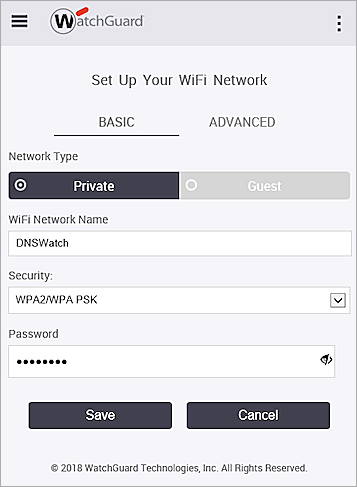 WatchGuard
Set Up Your WiFi Network
BASIC ADVANCED
Network Type
Private Guest
WiFi Network Name
DNSWatch
Security:
WPA2/WPA PSK
Password
••••••••
Save Cancel
© 2018 WatchGuard Technologies, Inc. All Rights Reserved.